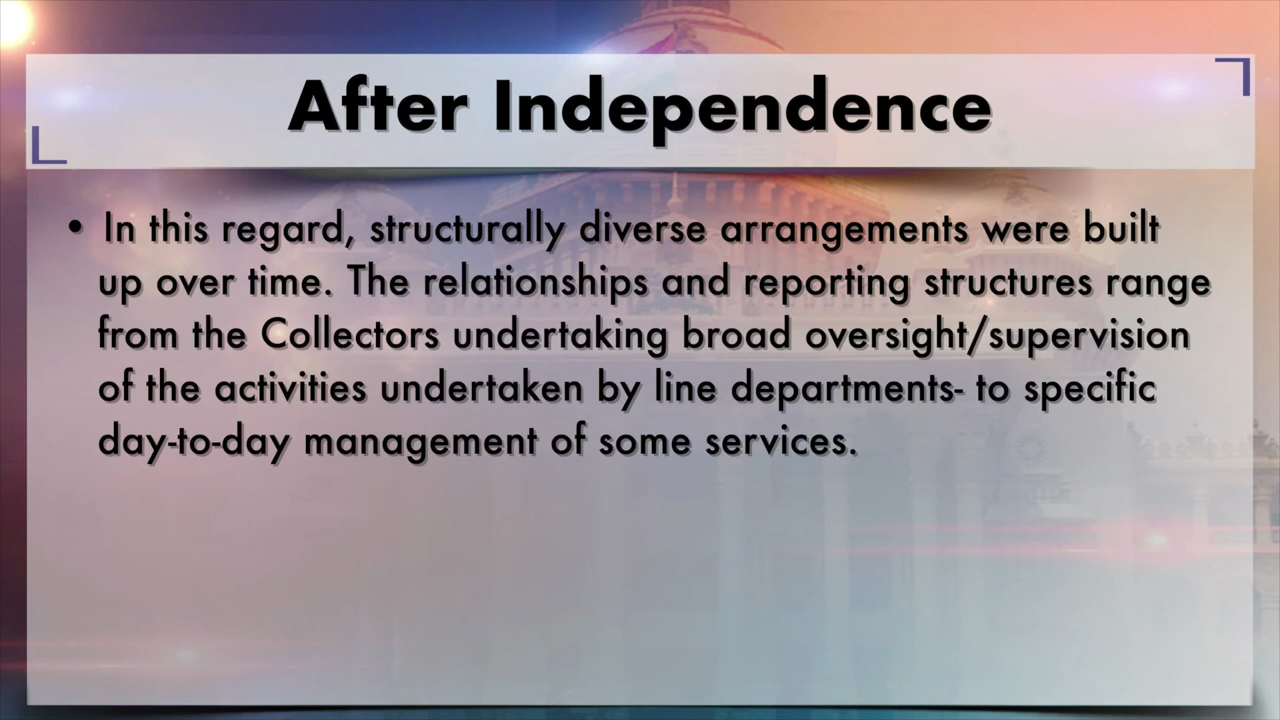 After Independence
• In this regard, structurally diverse arrangements were built
up over time. The relationships and reporting structures range
from the Collectors undertaking broad oversight/supervision
of the activities undertaken by line departments- to specific
day-to-day management of some services.